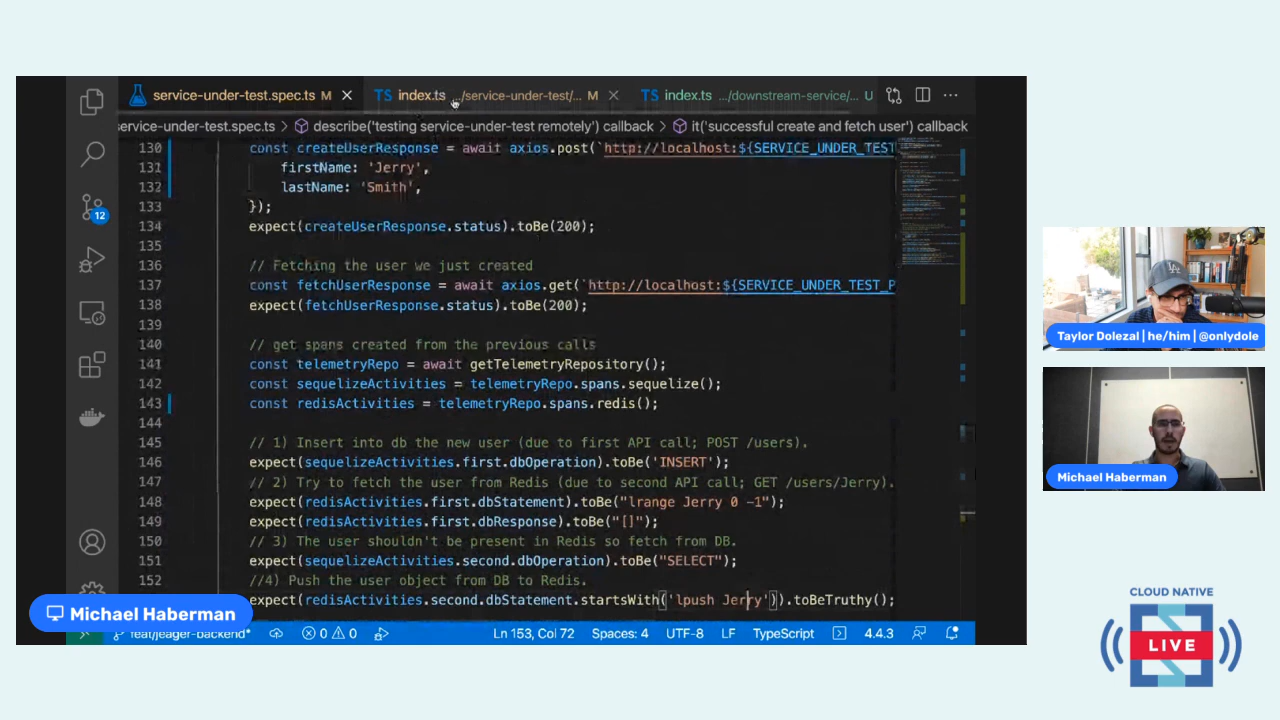 service-under-test.spec.ts M
TS index.ts .../service-under-test/... M
TS index.ts .../downstream-service/... U
service-under-test.spec.ts > describe('testing service-under-test remotely') callback > it('successful create and fetch user') callback
130 const createUserResponse = await axios.post(`http://localhost:${SERVICE_UNDER_TEST
131 firstName: 'Jerry',
132 lastName: 'Smith',
133 });
134 expect(createUserResponse.status).toBe(200);
135
136 // Fetching the user we just created
137 const fetchUserResponse = await axios.get(`http://localhost:${SERVICE_UNDER_TEST_P
138 expect(fetchUserResponse.status).toBe(200);
139
140 // get spans created from the previous calls
141 const telemetryRepo = await getTelemetryRepository();
142 const sequelizeActivities = telemetryRepo.spans.sequelize();
143 const redisActivities = telemetryRepo.spans.redis();
144
145 // 1) Insert into db the new user (due to first API call; POST /users).
146 expect(sequelizeActivities.first.dbOperation).toBe('INSERT');
147 // 2) Try to fetch the user from Redis (due to second API call; GET /users/Jerry).
148 expect(redisActivities.first.dbStatement).toBe("lrange Jerry 0 -1");
149 expect(redisActivities.first.dbResponse).toBe("[]");
150 // 3) The user shouldn't be present in Redis so fetch from DB.
151 expect(sequelizeActivities.second.dbOperation).toBe("SELECT");
152 //4) Push the user object from DB to Redis.
expect(redisActivities.second.dbStatement.startsWith('lpush Jerry')).toBeTruthy();
12
Michael Haberman
feat/jeager-backend* 0 0 Ln 153, Col 72 Spaces: 4 UTF-8 LF TypeScript 4.4.3
Taylor Dolezal | he/him | @onlydole
Michael Haberman
CLOUD NATIVE
LIVE